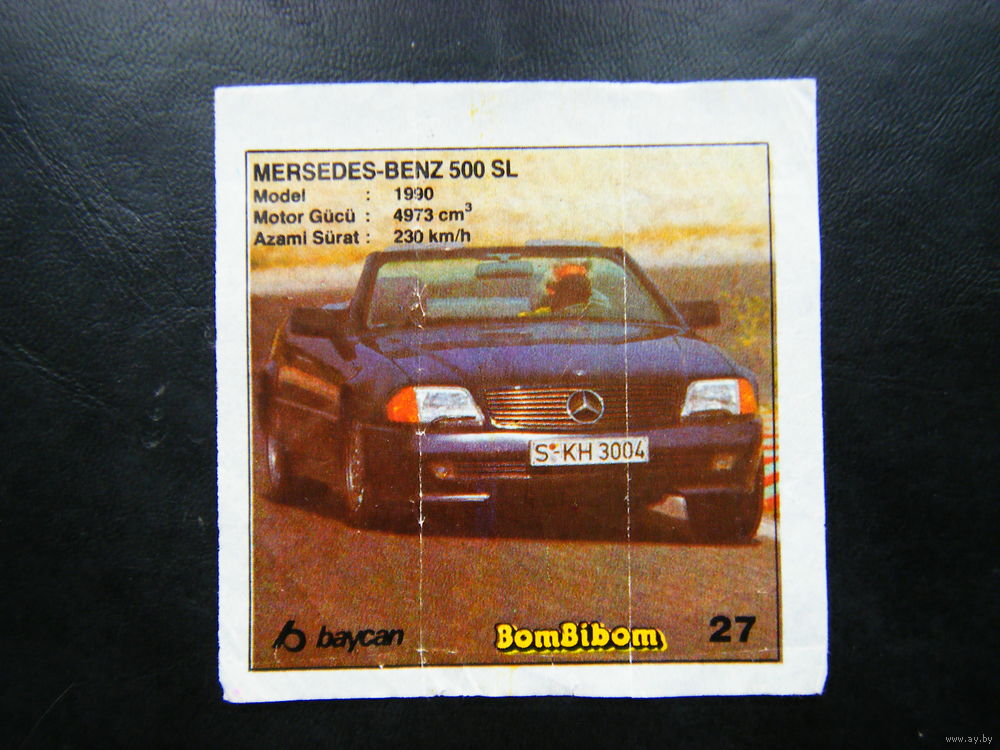 MERSEDES-BENZ 500 SL
Model : 1990
Motor Gücü : 4973 cm³
Azami Sürat : 230 km/h
S-KH 3004
b baycan
BomBibom
27
www.ay.by